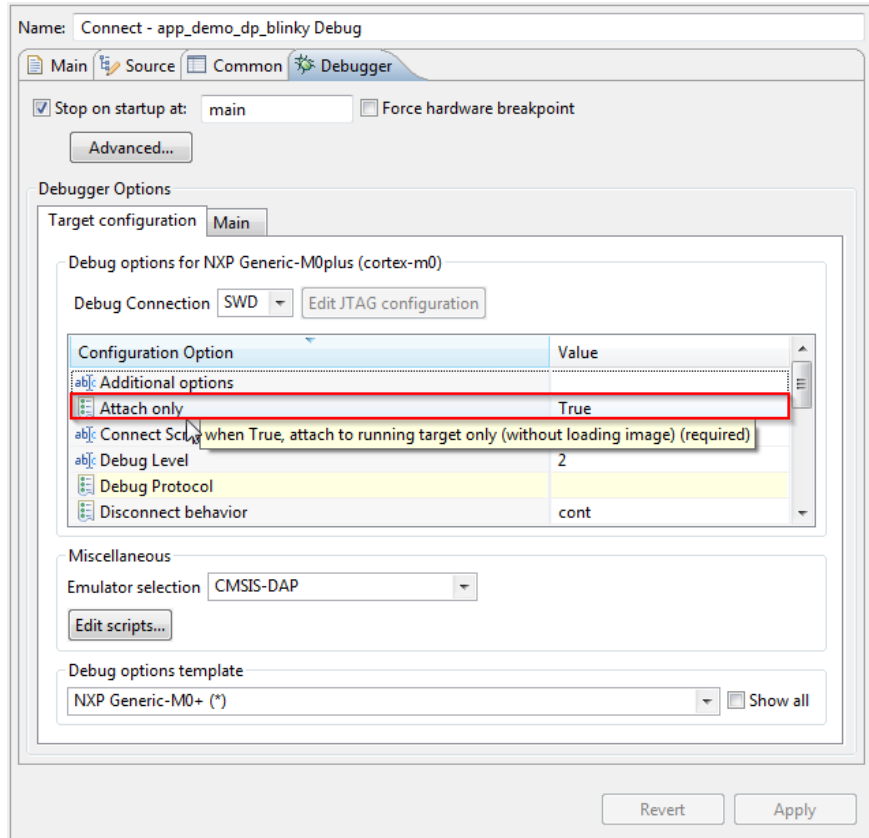 Name: Connect - app_demo_dp_blinky Debug
Main Source Common Debugger
Stop on startup at: main Force hardware breakpoint
Advanced...
Debugger Options
Target configuration Main
Debug options for NXP Generic-M0plus (cortex-m0)
Debug Connection SWD Edit JTAG configuration
Configuration Option Value
Additional options
Attach only True
Connect when True, attach to running target only (without loading image) (required)
Debug Level 2
Debug Protocol
Disconnect behavior cont
Miscellaneous
Emulator selection CMSIS-DAP
Edit scripts...
Debug options template
NXP Generic-M0+ (*) Show all
Revert Apply